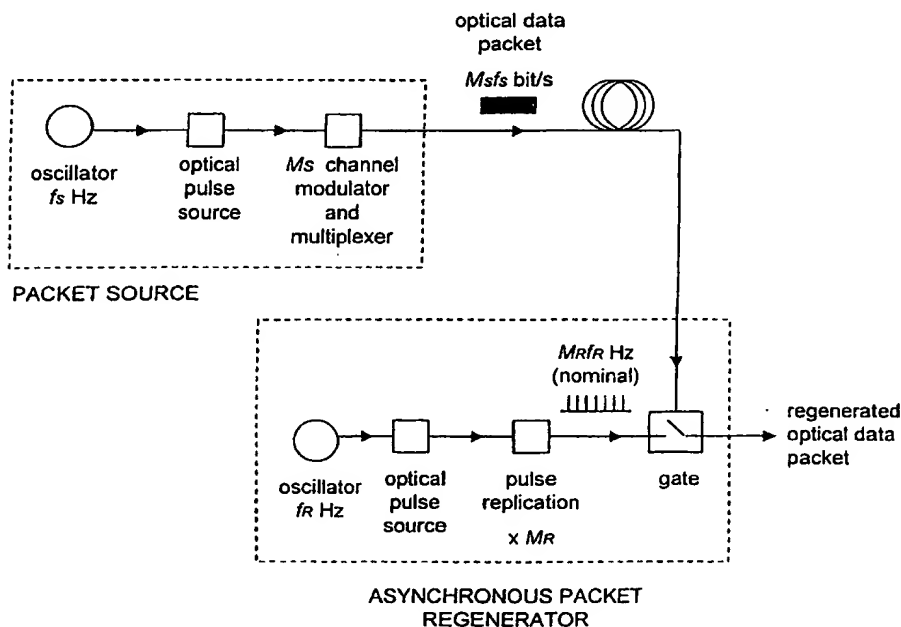 optical data
packet
Msfs bit/s
oscillator
fs Hz
optical
pulse
source
Ms channel
modulator
and
multiplexer
PACKET SOURCE
MRfR Hz
(nominal)
oscillator
fR Hz
optical
pulse
source
pulse
replication
x MR
gate
regenerated
optical data
packet
ASYNCHRONOUS PACKET
REGENERATOR